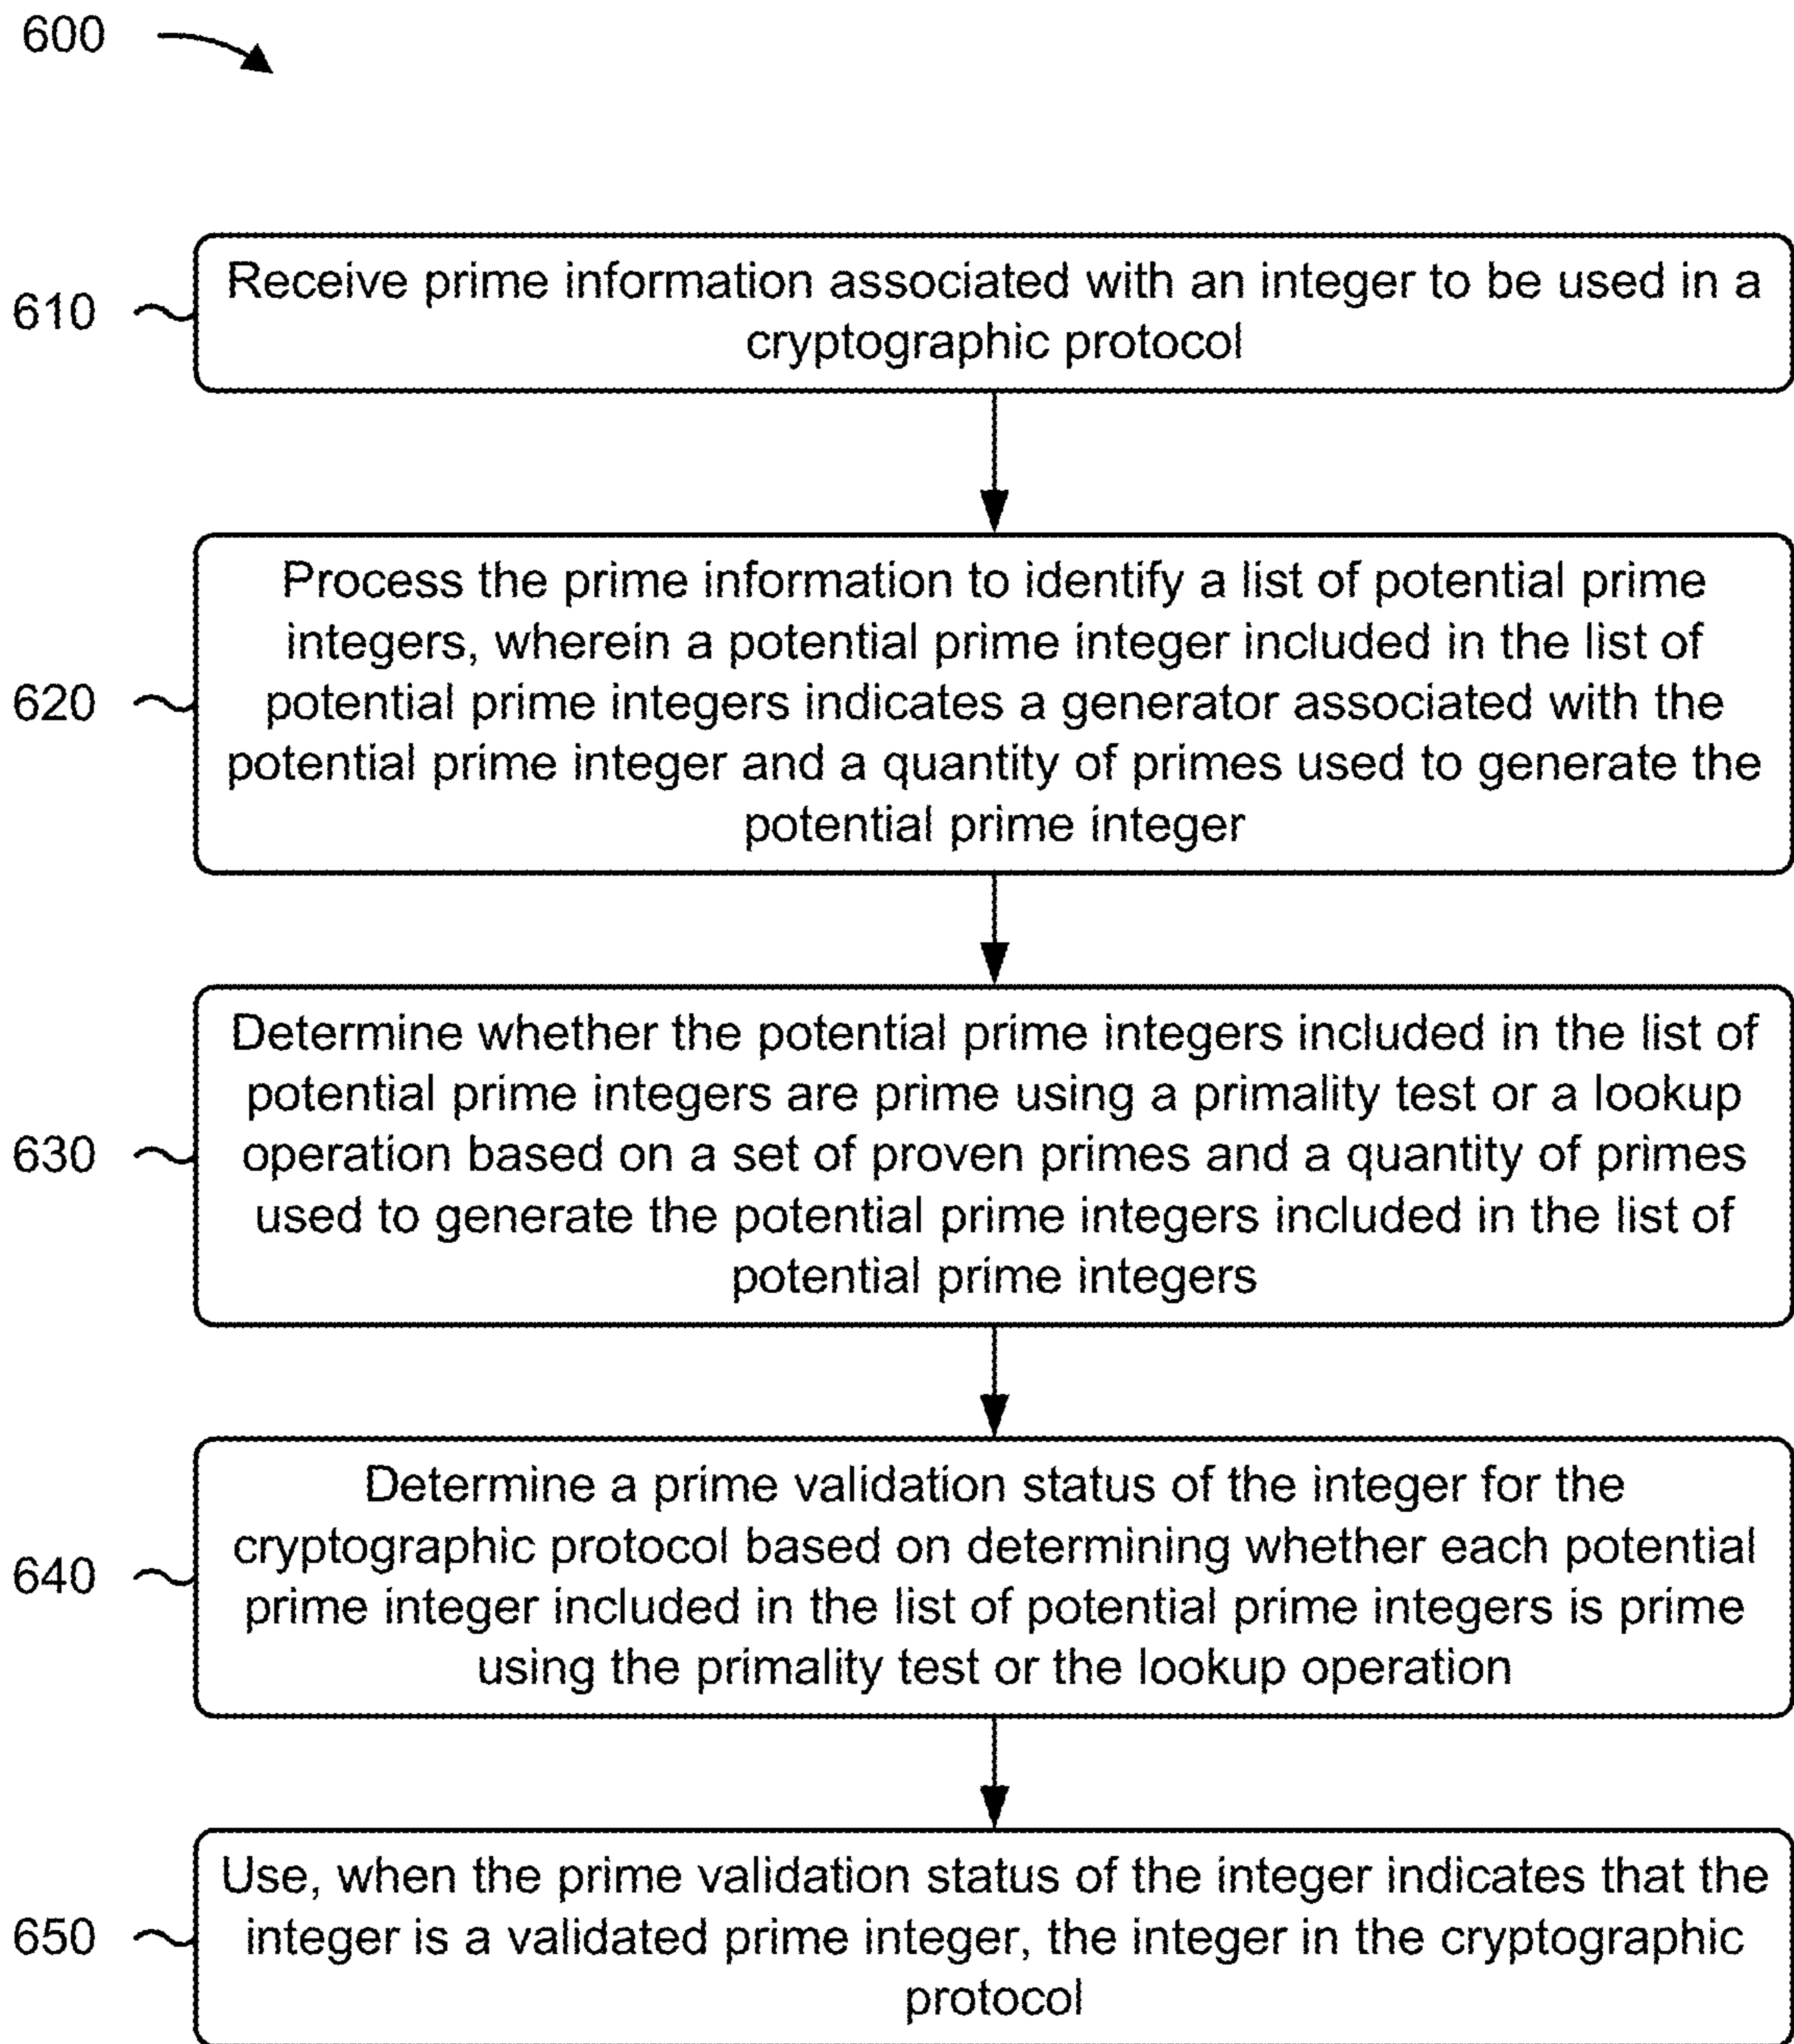 600
610
Receive prime information associated with an integer to be used in a
cryptographic protocol
620
Process the prime information to identify a list of potential prime
integers, wherein a potential prime integer included in the list of
potential prime integers indicates a generator associated with the
potential prime integer and a quantity of primes used to generate the
potential prime integer
630
Determine whether the potential prime integers included in the list of
potential prime integers are prime using a primality test or a lookup
operation based on a set of proven primes and a quantity of primes
used to generate the potential prime integers included in the list of
potential prime integers
640
Determine a prime validation status of the integer for the
cryptographic protocol based on determining whether each potential
prime integer included in the list of potential prime integers is prime
using the primality test or the lookup operation
650
Use, when the prime validation status of the integer indicates that the
integer is a validated prime integer, the integer in the cryptographic
protocol